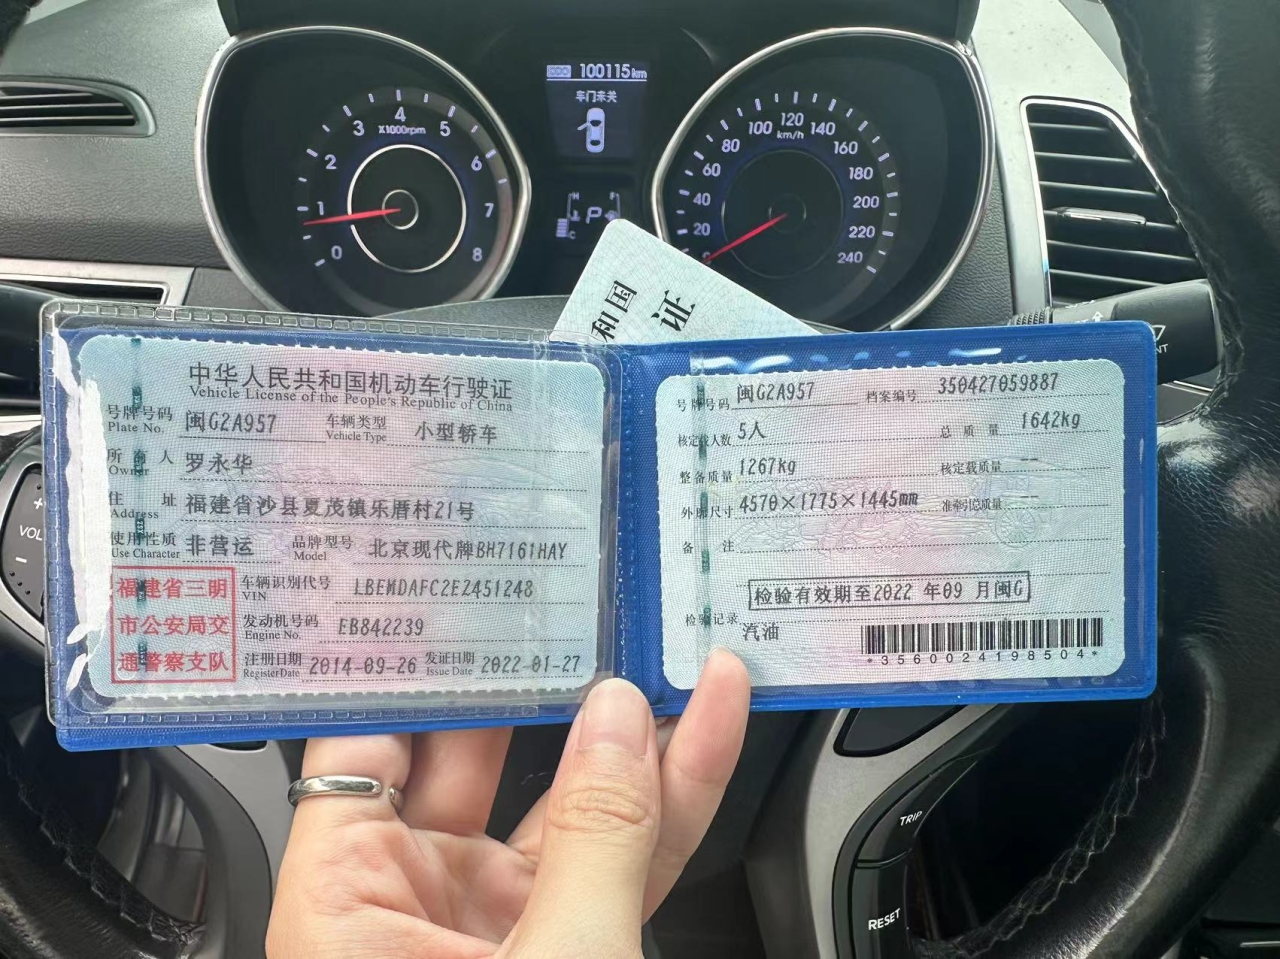 100115km
车门未关
0 1 2 3 4 5 6 7 8
X1000rpm
20 40 60 80 100 120 140 160 180 200 220 240
km/h
H
C
P
F
和国
证
中华人民共和国机动车行驶证
Vehicle License of the People's Republic of China
号牌号码 闽G2A957 车辆类型 小型轿车
Plate No. Vehicle Type
所有人 罗永华
Owner
住址 福建省沙县夏茂镇乐厝村21号
Address
使用性质 非营运 品牌型号 北京现代牌BH7161HAY
Use Character Model
福建省三明
市公安局交
通警察支队
车辆识别代号 LBEMDAFC2EZ451248
VIN
发动机号码 EB842239
Engine No.
注册日期 2014-09-26 发证日期 2022-01-27
Register Date Issue Date
号牌号码 闽G2A957 档案编号 350427059887
核定载人数 5人 总质量 1642kg
整备质量 1267kg 核定载质量 --
外廓尺寸 4570×1775×1445mm 准牵引总质量 --
备注
检验有效期至2022年09月闽G
检验记录
汽油
*3560024198504*
VOL
+
-
TRIP
RESET